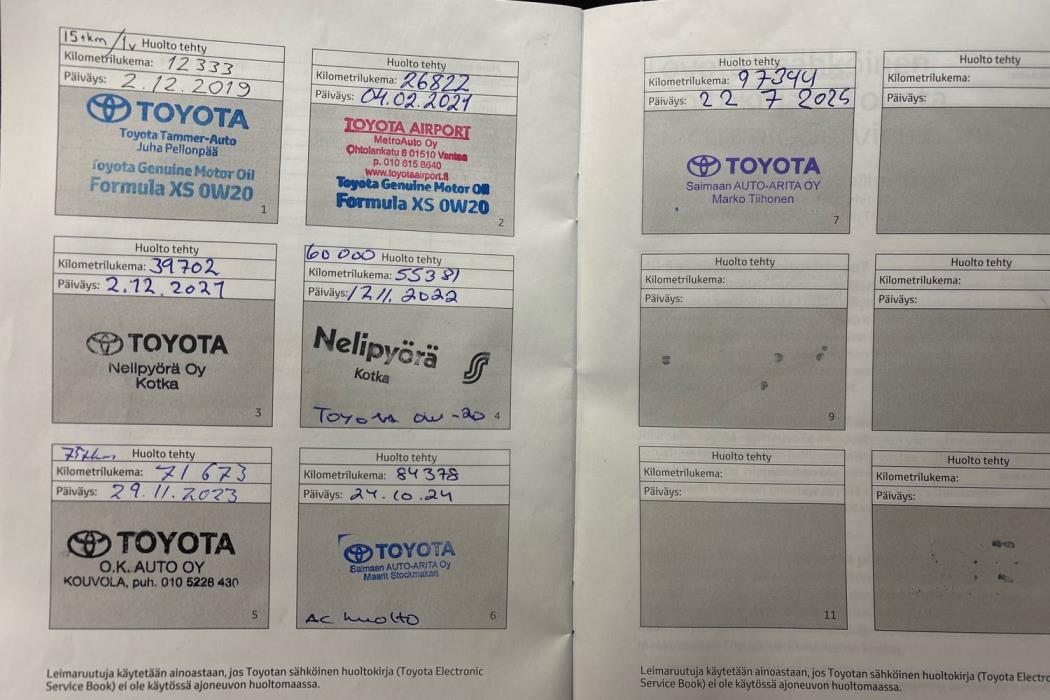 15tkm/1v Huolto tehty
Kilometrilukema: 12 333
Päiväys: 2.12.2019
TOYOTA
Toyota Tammer-Auto
Juha Pellonpää
Toyota Genuine Motor Oil
Formula XS 0W20
1
Huolto tehty
Kilometrilukema: 26822
Päiväys: 04.02.2021
TOYOTA AIRPORT
MetroAuto Oy
Ohtolankatu 6 01510 Vantaa
p. 010 615 8640
www.toyotaairport.fi
Toyota Genuine Motor Oil
Formula XS 0W20
2
Huolto tehty
Kilometrilukema: 39702
Päiväys: 2.12.2021
TOYOTA
Nelipyörä Oy
Kotka
3
60 000 Huolto tehty
Kilometrilukema: 55381
Päiväys: 17.11.2022
Nelipyörä
Kotka
Toyota 0W-20
4
75tkm Huolto tehty
Kilometrilukema: 71 673
Päiväys: 29.11.2023
TOYOTA
O.K. AUTO OY
KOUVOLA, puh. 010 5226 430
5
Huolto tehty
Kilometrilukema: 84378
Päiväys: 24.10.24
TOYOTA
Saimaan AUTO-ARITA Oy
Maarit Stockmakari
AC huolto
6
Leimaruutuja käytetään ainoastaan, jos Toyotan sähköinen huoltokirja (Toyota Electronic
Service Book) ei ole käytössä ajoneuvon huoltomaassa.
Huolto tehty
Kilometrilukema: 97344
Päiväys: 22 7 2025
TOYOTA
Saimaan AUTO-ARITA OY
Marko Tiihonen
7
Huolto tehty
Kilometrilukema:
Päiväys:
Huolto tehty
Kilometrilukema:
Päiväys:
9
Huolto tehty
Kilometrilukema:
Päiväys:
Huolto tehty
Kilometrilukema:
Päiväys:
11
Huolto tehty
Kilometrilukema:
Päiväys:
Leimaruutuja käytetään ainoastaan, jos Toyotan sähköinen huoltokirja (Toyota Electro
Service Book) ei ole käytössä ajoneuvon huoltomaassa.